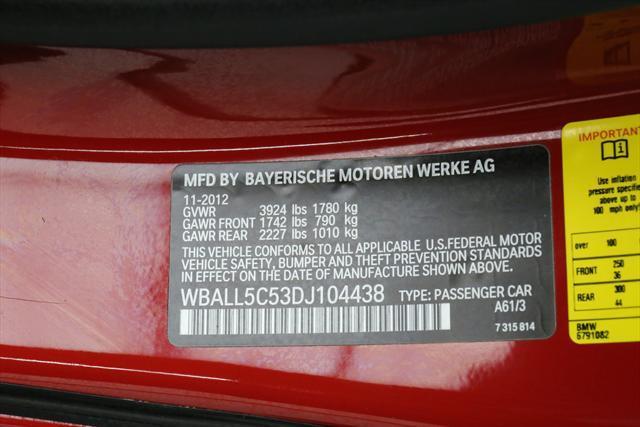 MFD BY BAYERISCHE MOTOREN WERKE AG
11-2012
GVWR 3924 lbs 1780 kg
GAWR FRONT 1742 lbs 790 kg
GAWR REAR 2227 lbs 1010 kg
THIS VEHICLE CONFORMS TO ALL APPLICABLE U.S.FEDERAL MOTOR
VEHICLE SAFETY, BUMPER AND THEFT PREVENTION STANDARDS
IN EFFECT ON THE DATE OF MANUFACTURE SHOWN ABOVE.
WBALL5C53DJ104438 TYPE: PASSENGER CAR
A61/3
7 315 814
IMPORTANT
Use inflation
pressure specifie
above
100 mph only!
over 100
FRONT 250
36
REAR 300
44
BMW
6791082